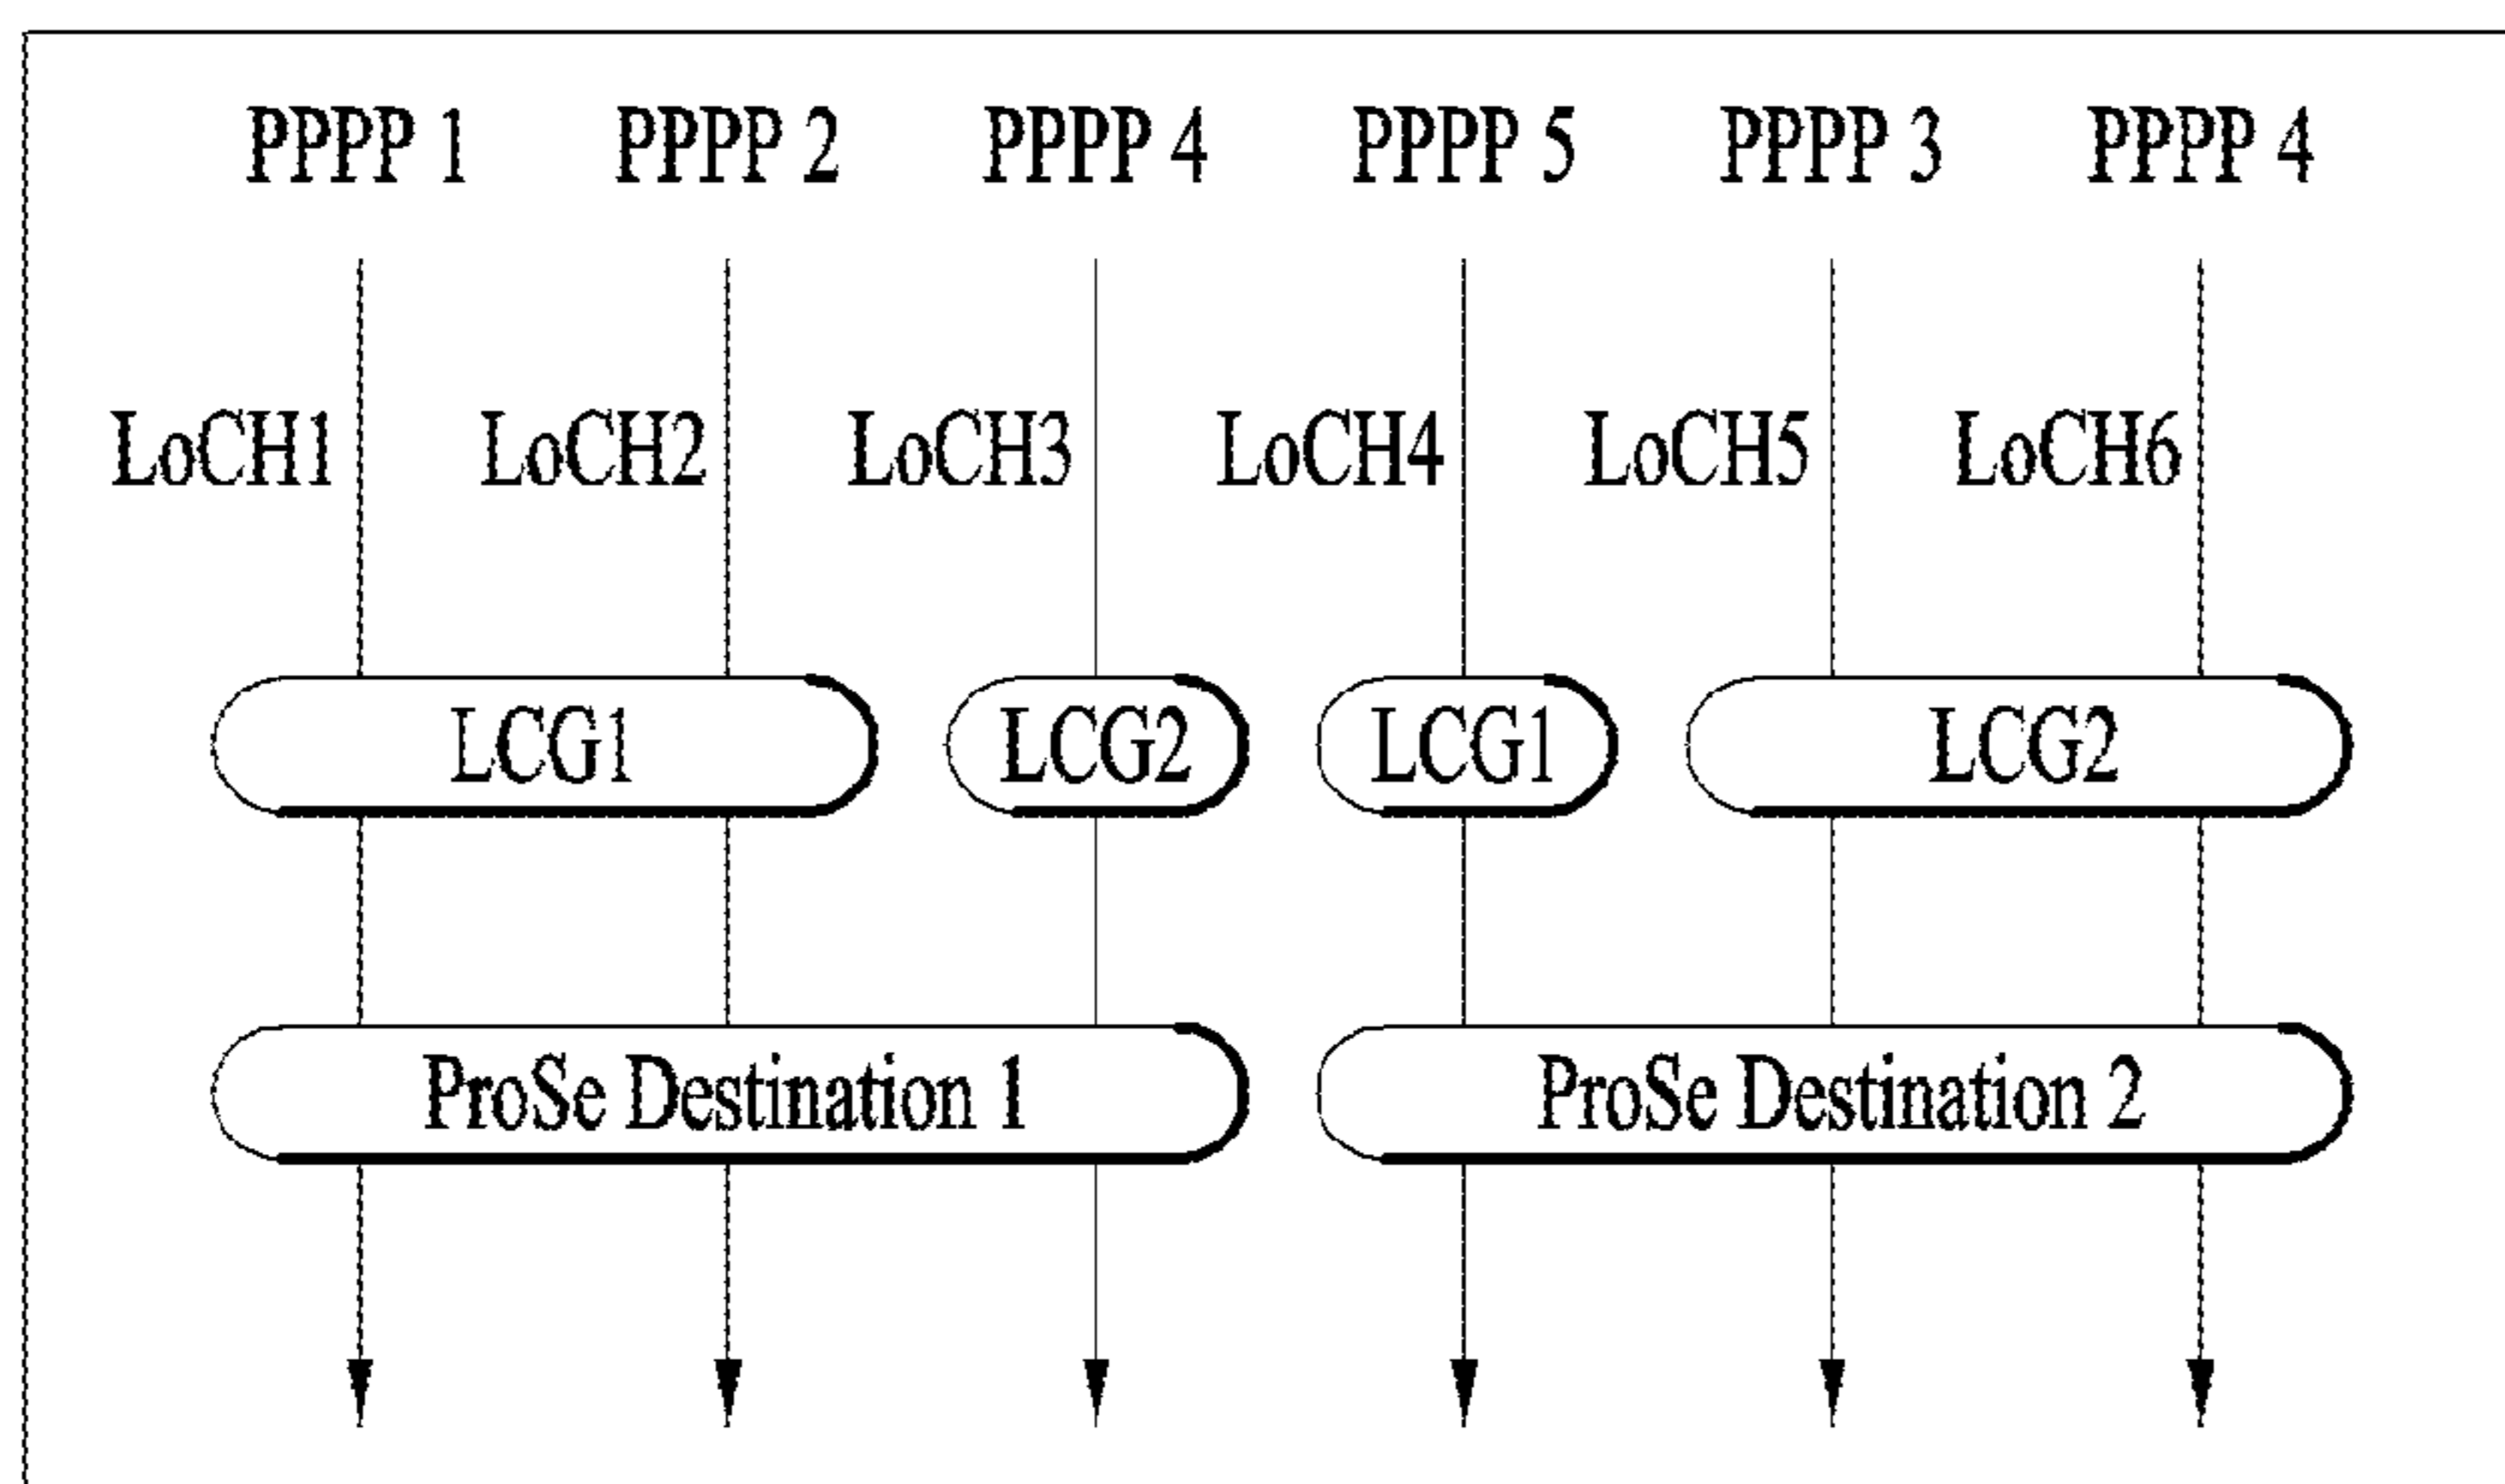 PPPP 1 PPPP 2 PPPP 4 PPPP 5 PPPP 3 PPPP 4
LoCH1 LoCH2 LoCH3 LoCH4 LoCH5 LoCH6
LCG1 LCG2 LCG1 LCG2
ProSe Destination 1 ProSe Destination 2